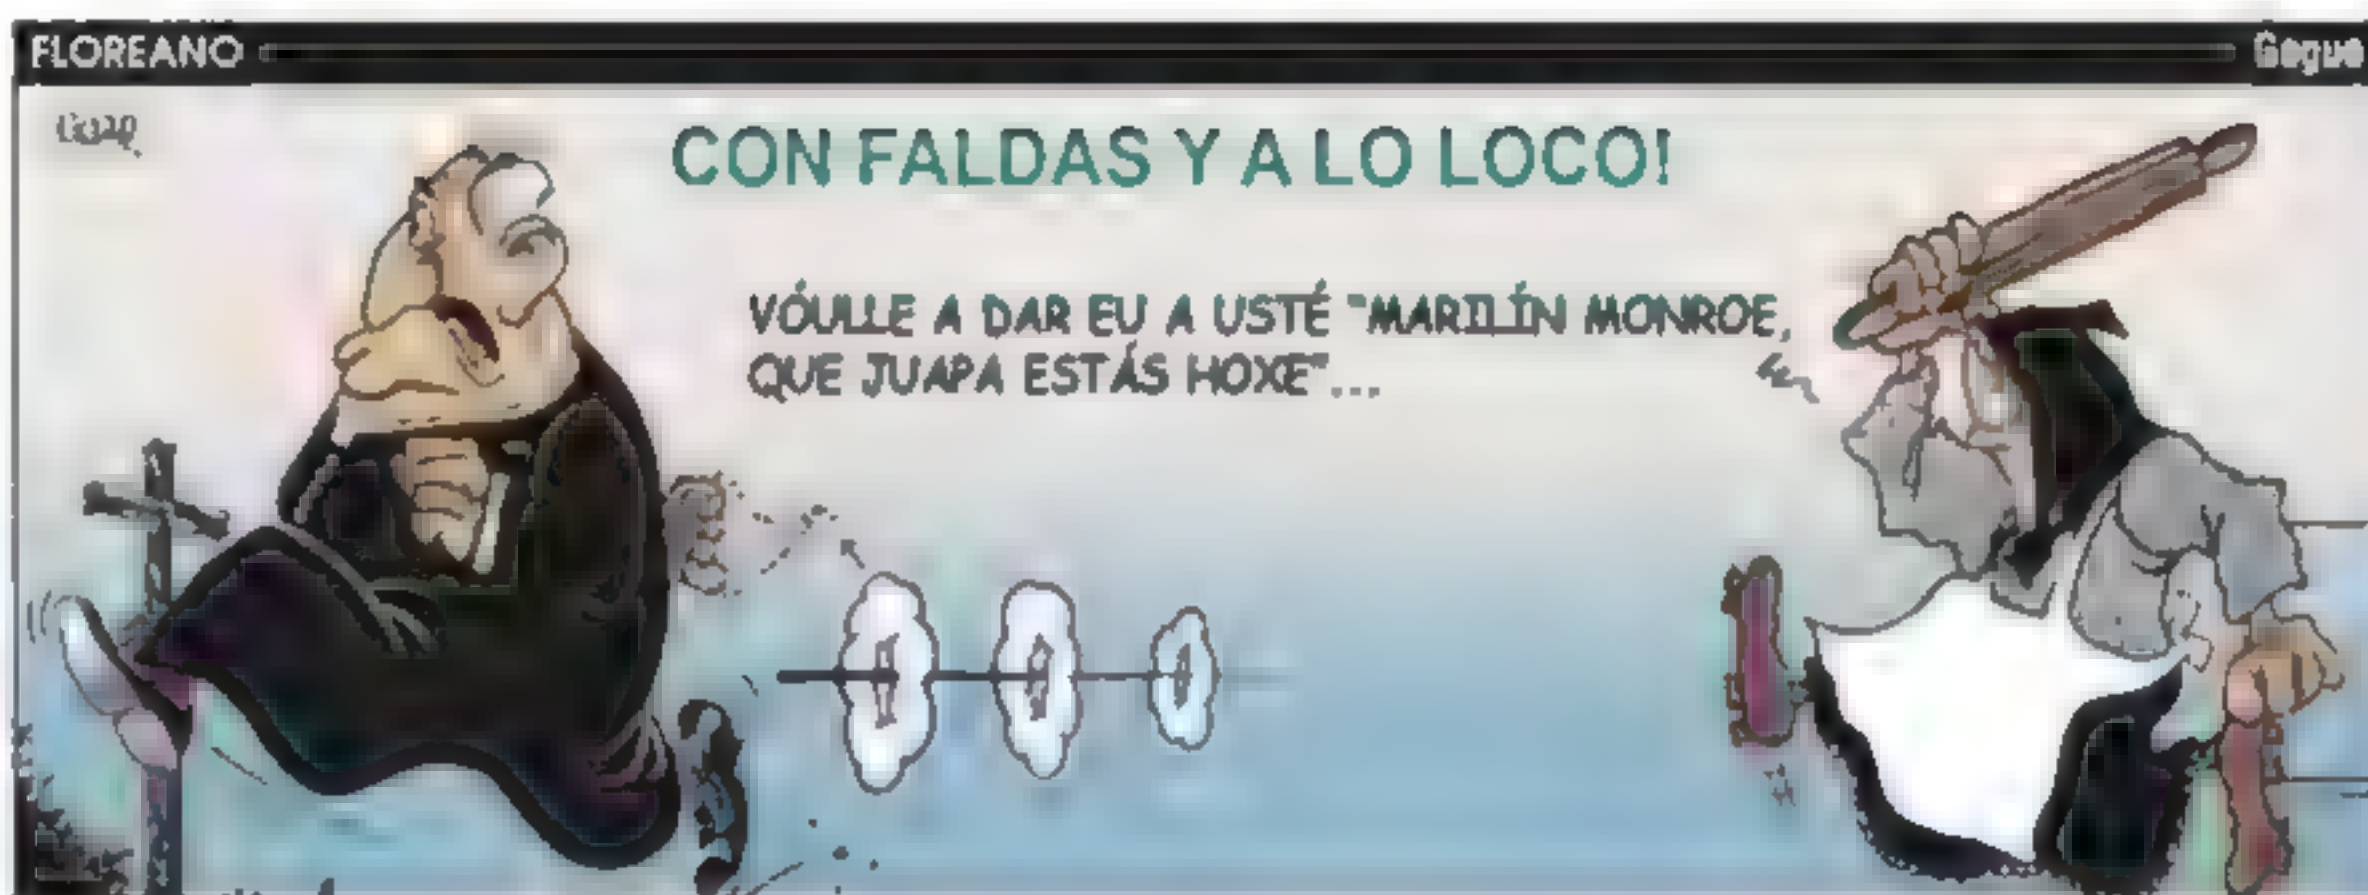 FLOREANO Gogue
CON FALDAS Y A LO LOCO!
VÓULLE A DAR EU A USTÉ "MARILÍN MONROE,
QUE JUAPA ESTÁS HOXE"...